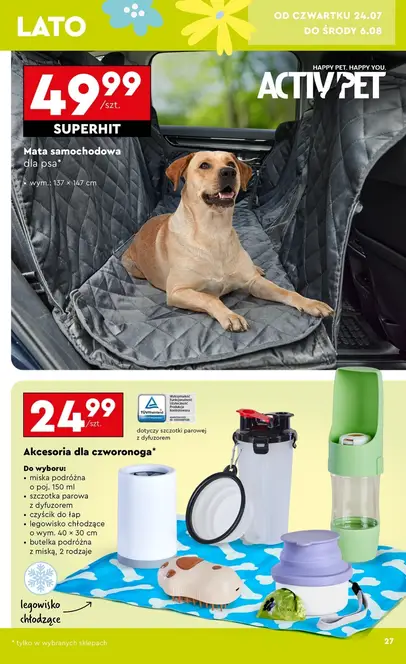 LATO
OD CZWARTKU 24.07
DO ŚRODY 6.08
49.99
/szt.
SUPERHIT
HAPPY PET. HAPPY YOU.
ACTIV PET
Mata samochodowa
dla psa*
• wym.: 137 × 147 cm
24.99
/szt.
dotyczy szczotki parowej
z dyfuzorem
Akcesoria dla czworonoga*
Do wyboru:
• miska podróżna
o poj. 150 ml
• szczotka parowa
z dyfuzorem
• czyścik do łap
• legowisko chłodzące
o wym. 40 × 30 cm
• butelka podróżna
z miską, 2 rodzaje
legowisko
chłodzące
* tylko w wybranych sklepach
27